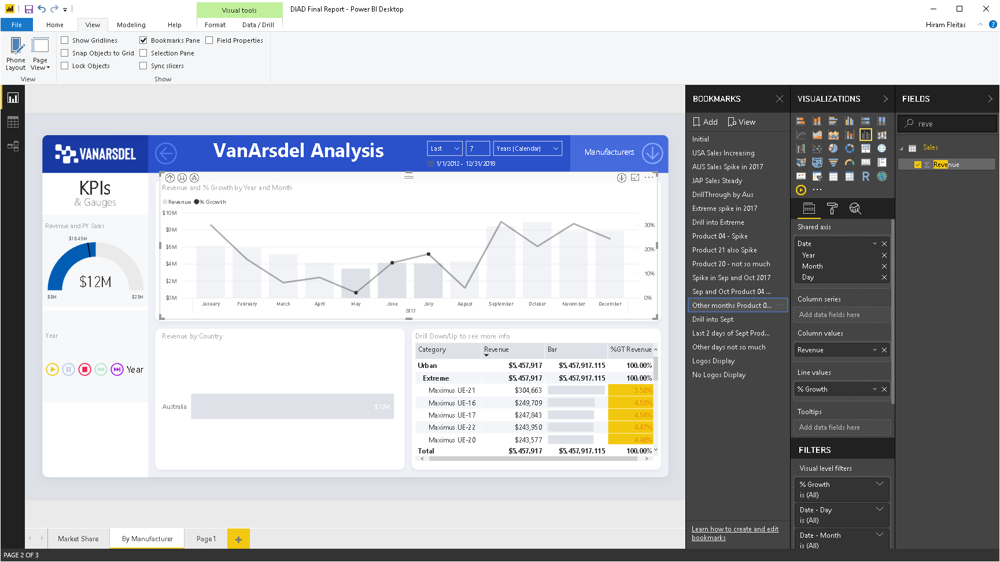 Visual tools
DIAD Final Report - Power BI Desktop
File
Home
View
Modeling
Help
Format
Data / Drill
Hiram Fleitas
Phone Layout
Page View
Show Gridlines
Snap Objects to Grid
Lock Objects
Bookmarks Pane
Selection Pane
Sync slicers
Field Properties
View
Show
VANARSDEL
VanArsdel Analysis
Last
7
Years (Calendar)
1/1/2012 - 12/31/2018
Manufacturers
KPIs
& Gauges
Revenue and PY Sales
$10.45M
$12M
$0M
$23M
Year
Year
Revenue and % Growth by Year and Month
Revenue
% Growth
$10M
$8M
$6M
$4M
$2M
$0M
30%
20%
10%
0%
January
February
March
April
May
June
July
August
September
October
November
December
2017
Revenue by Country
Australia
$12M
Drill Down/Up to see more info
Category Revenue Bar %GT Revenue
Urban $5,457,917 $5,457,917.115 100.00%
Extreme $5,457,917 $5,457,917.115 100.00%
Maximus UE-21 $304,663 5.58%
Maximus UE-16 $249,709 4.58%
Maximus UE-17 $247,843 4.54%
Maximus UE-22 $243,950 4.47%
Maximus UE-20 $243,577 4.46%
Total $5,457,917 $5,457,917.115 100.00%
BOOKMARKS
Add
View
Initial
USA Sales Increasing
AUS Sales Spike in 2017
JAP Sales Steady
DrillThrough by Aus
Extreme spike in 2017
Drill into Extreme
Product 04 - Spike
Product 21 also Spike
Product 20 - not so much
Spike in Sep and Oct 2017
Sep and Oct Product 04 ...
Other months Product 0...
Drill into Sept
Last 2 days of Sept Prod...
Other days not so much
Logos Display
No Logos Display
Learn how to create and edit
bookmarks
VISUALIZATIONS
R
Shared axis
Date
Year
Month
Day
Column series
Add data fields here
Column values
Revenue
Line values
% Growth
Tooltips
Add data fields here
FILTERS
Visual level filters
% Growth
is (All)
Date - Day
is (All)
Date - Month
is (All)
FIELDS
reve
Sales
Revenue
Market Share
By Manufacturer
Page 1
PAGE 2 OF 3